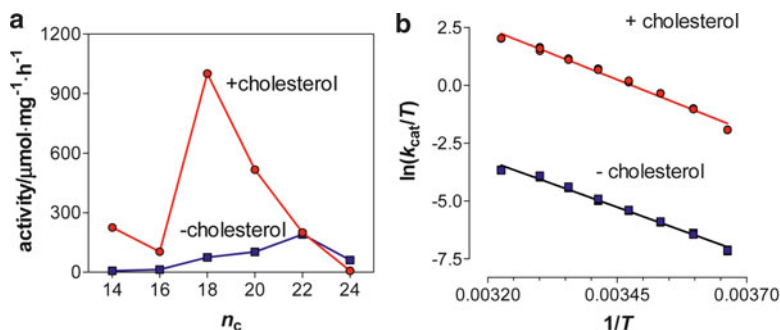 a
activity/µmol·mg⁻¹·h⁻¹
1200
900
600
300
0
+cholesterol
-cholesterol
14 16 18 20 22 24
n_c
b
ln(k_cat/T)
2.5
0.0
-2.5
-5.0
-7.5
+ cholesterol
- cholesterol
0.00320 0.00345 0.00370
1/T